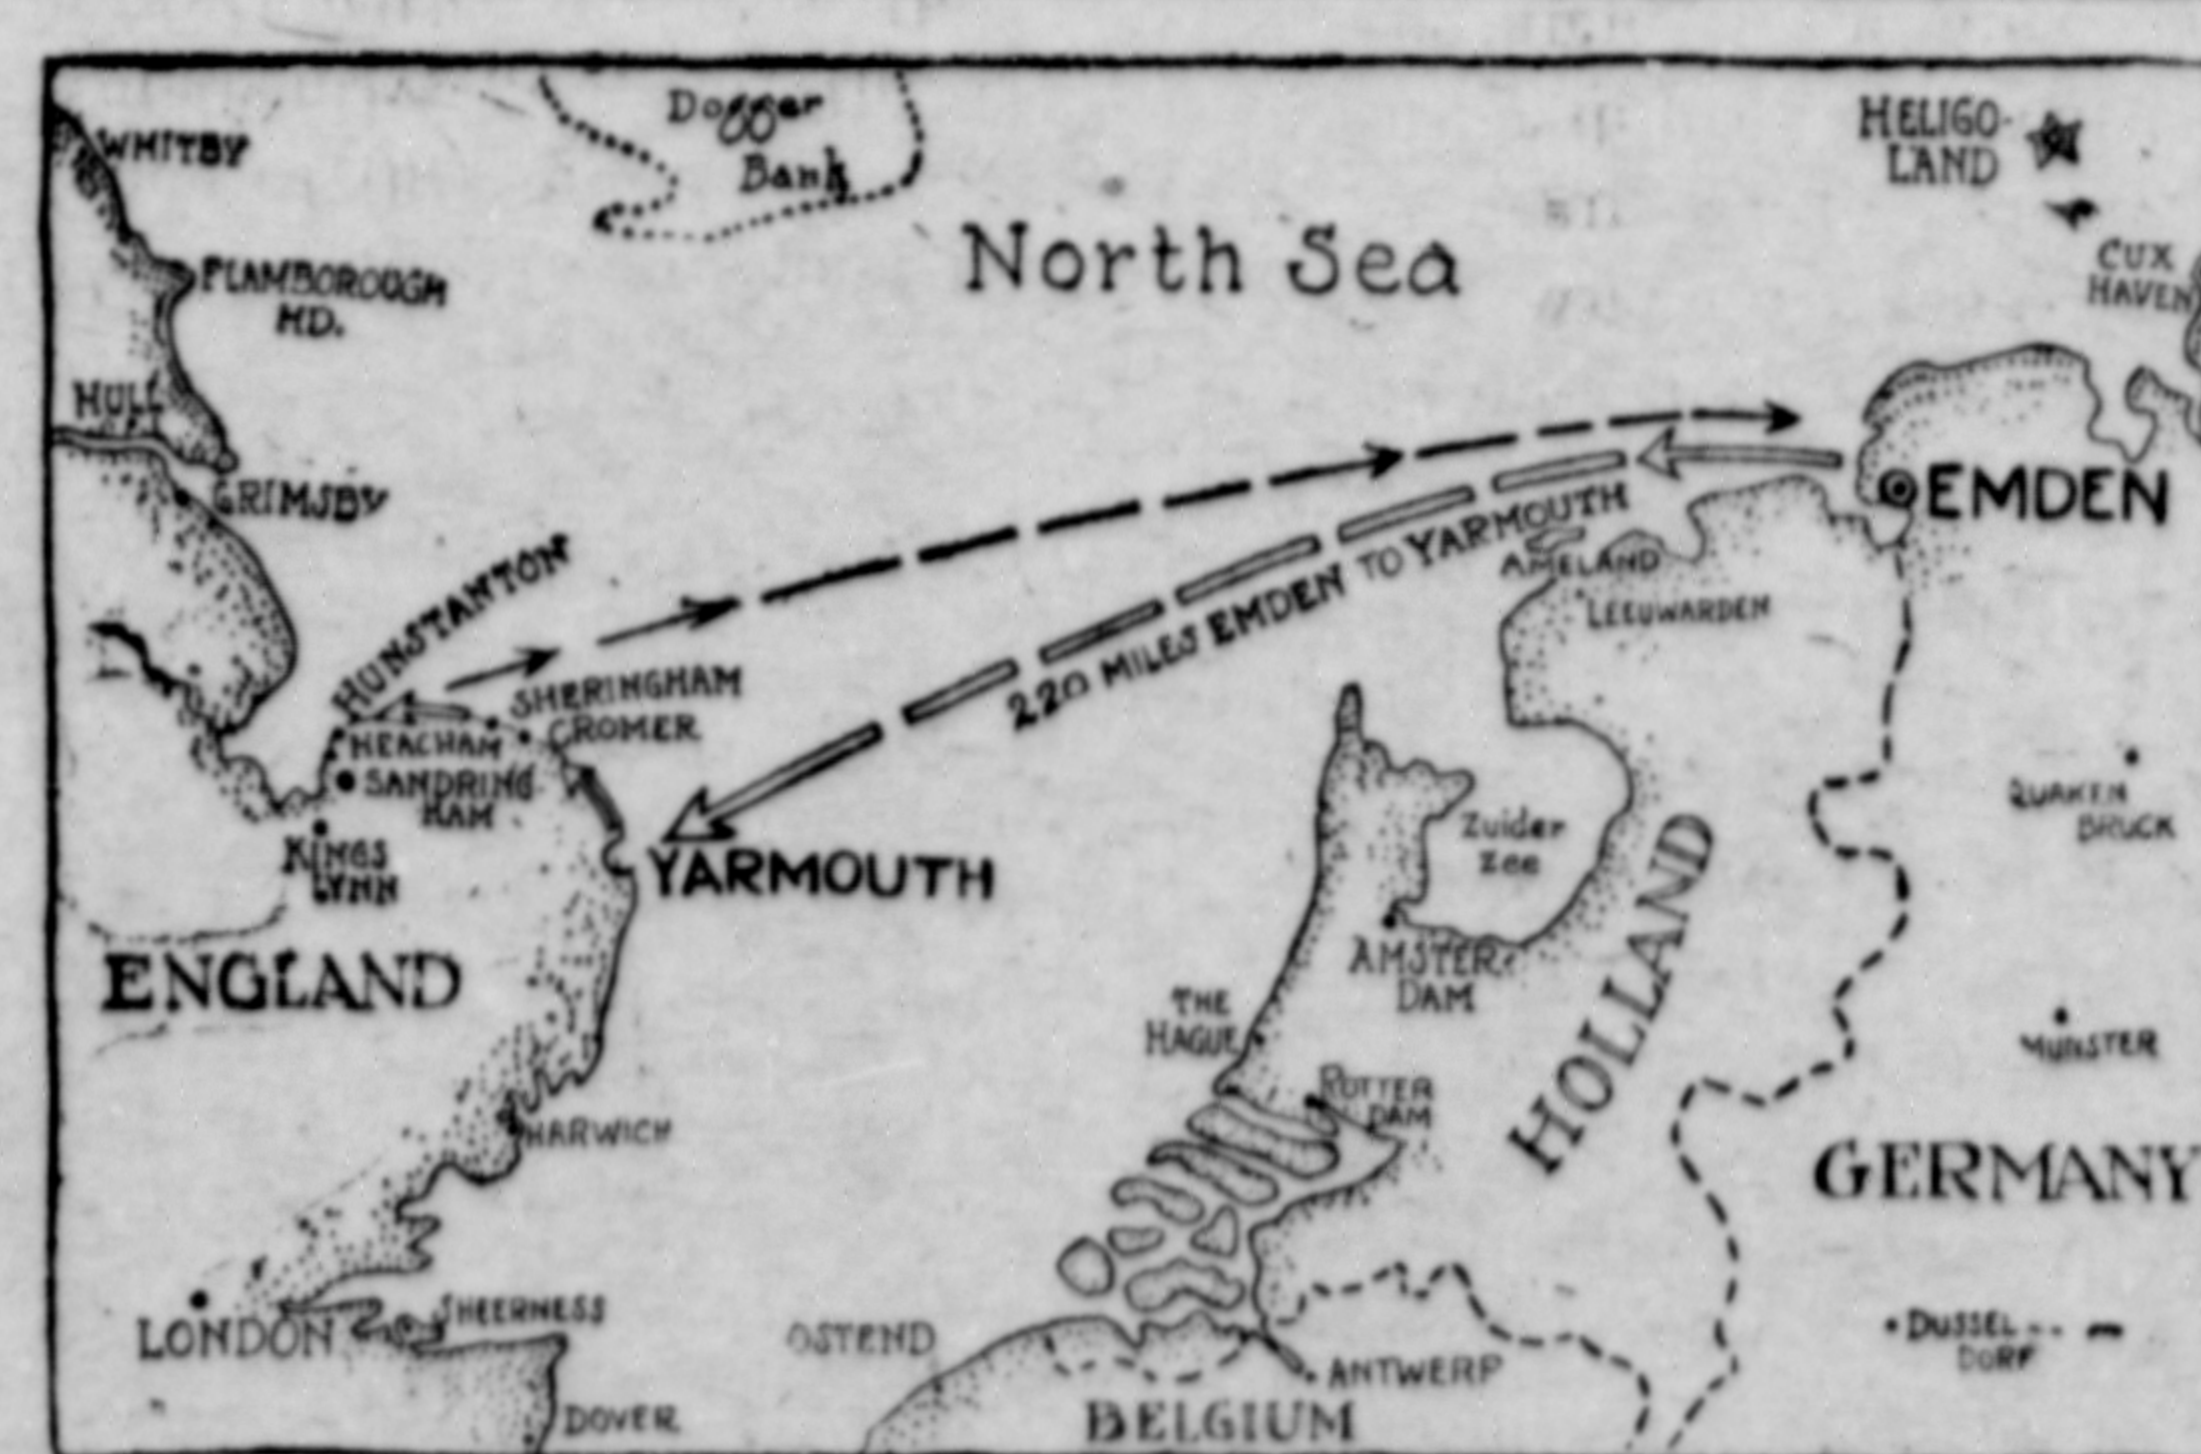 Dogger
Bank
HELIGO-
LAND
WHITBY
North Sea
CUX
HAVEN
FLAMBOROUGH
HD.
HULL
GRIMSBY
EMDEN
220 MILES EMDEN TO YARMOUTH
HUNSTANTON
AMELAND
LEEUWARDEN
SHERINGHAM
CROMER
HEACHAM
SANDRING-
HAM
QUAKEN
BRUCK
Zuider
Zee
KINGS
LYNN
YARMOUTH
HOLLAND
ENGLAND
AMSTER-
DAM
THE
HAGUE
MUNSTER
ROTTER
DAM
HARWICH
GERMANY
SHEERNESS
LONDON
OSTEND
DUSSEL-
DORF
ANTWERP
DOVER
BELGIUM